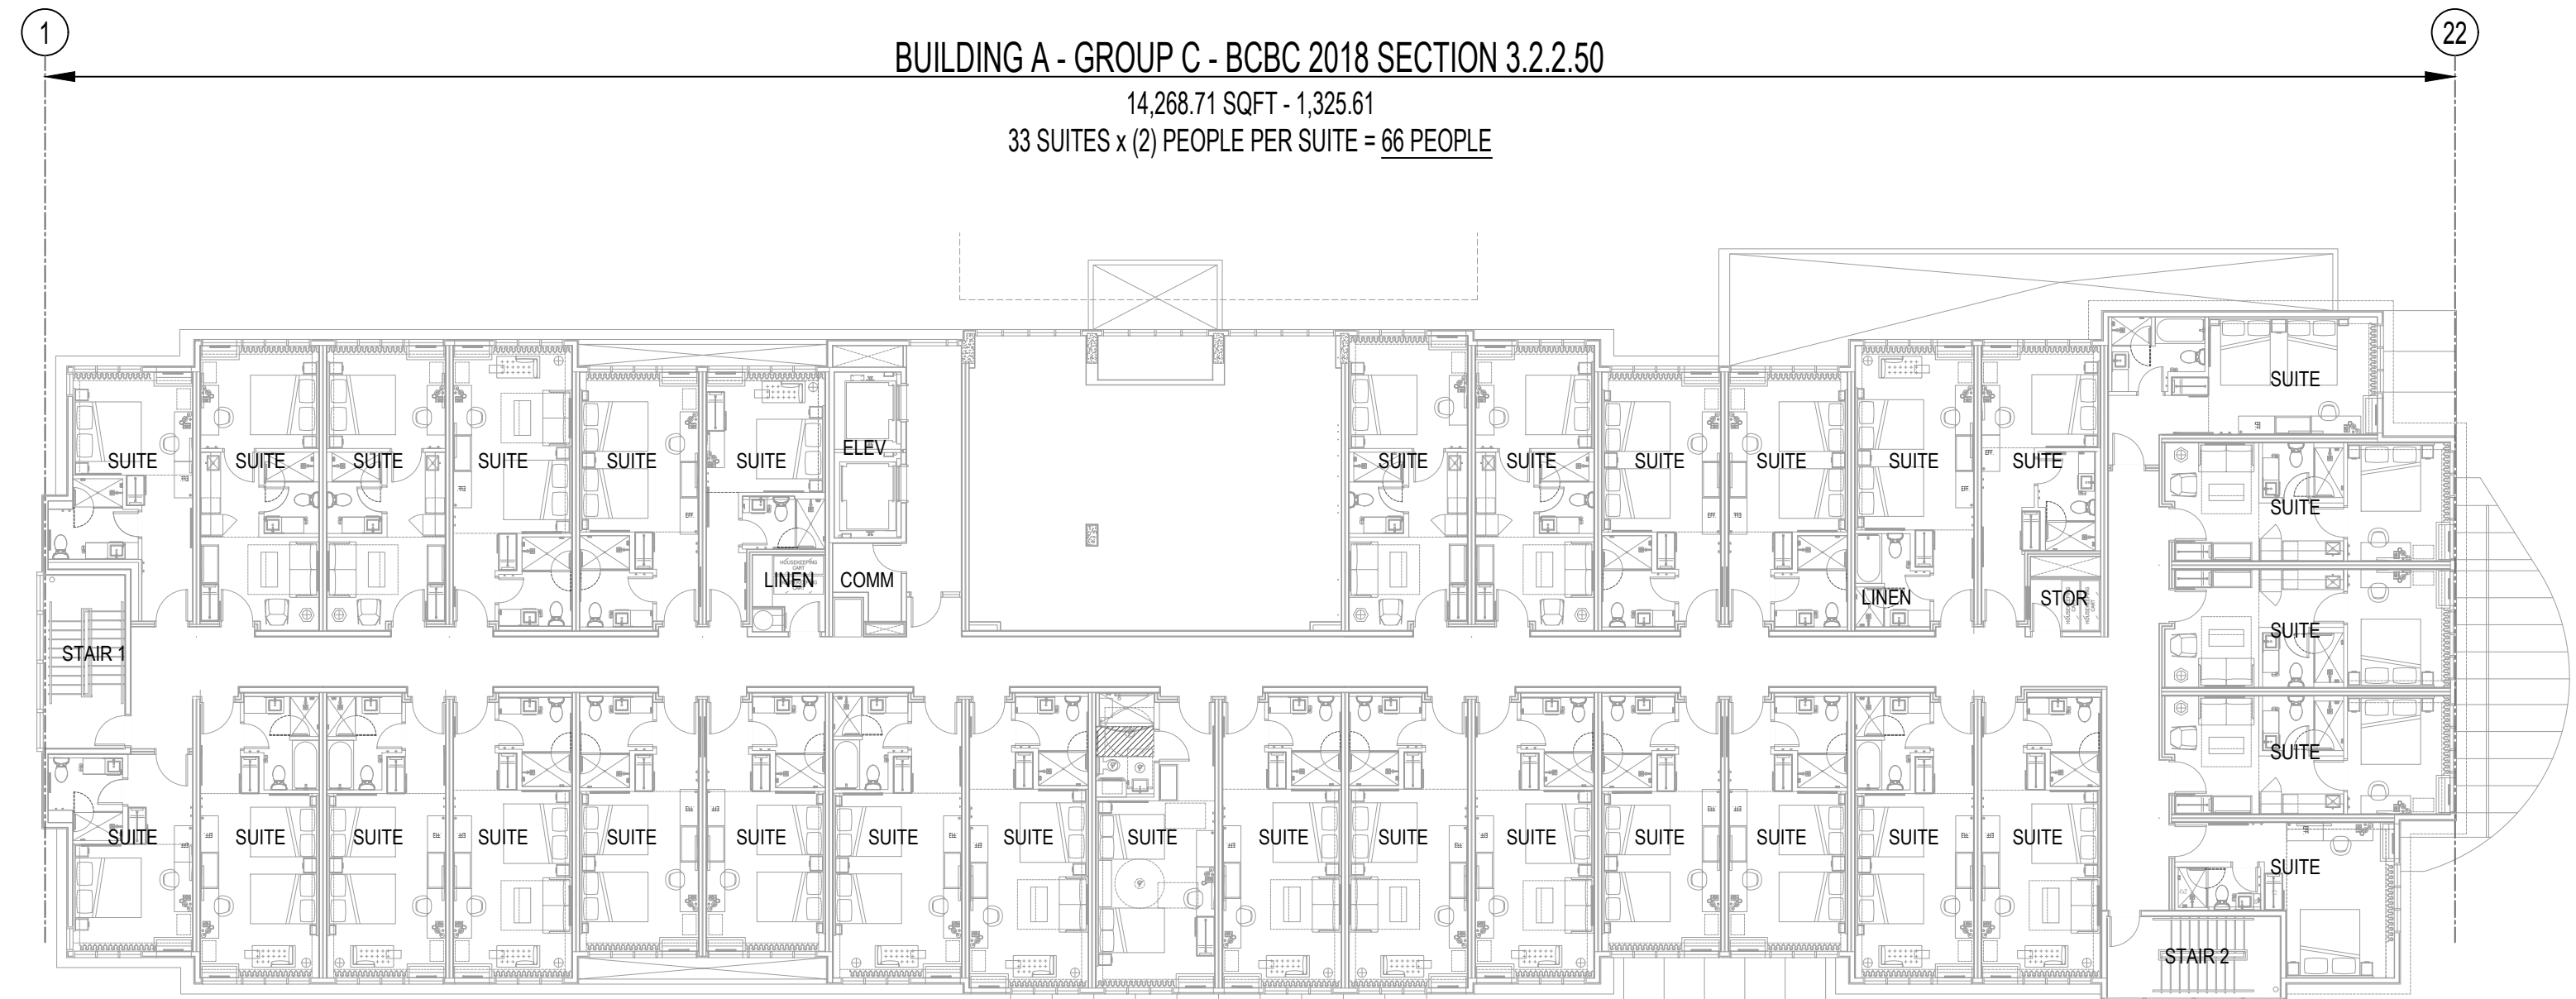 1
22
BUILDING A - GROUP C - BCBC 2018 SECTION 3.2.2.50
14,268.71 SQFT - 1,325.61
33 SUITES x (2) PEOPLE PER SUITE = 66 PEOPLE
SUITE
ELEV
SUITE SUITE SUITE SUITE SUITE SUITE SUITE SUITE SUITE SUITE SUITE SUITE
SUITE
HOUSEKEEPING
CART
LINEN COMM LINEN STOR
SUITE
STAIR 1
SUITE
SUITE SUITE SUITE SUITE SUITE SUITE SUITE SUITE SUITE SUITE SUITE SUITE SUITE SUITE SUITE SUITE
SUITE
STAIR 2